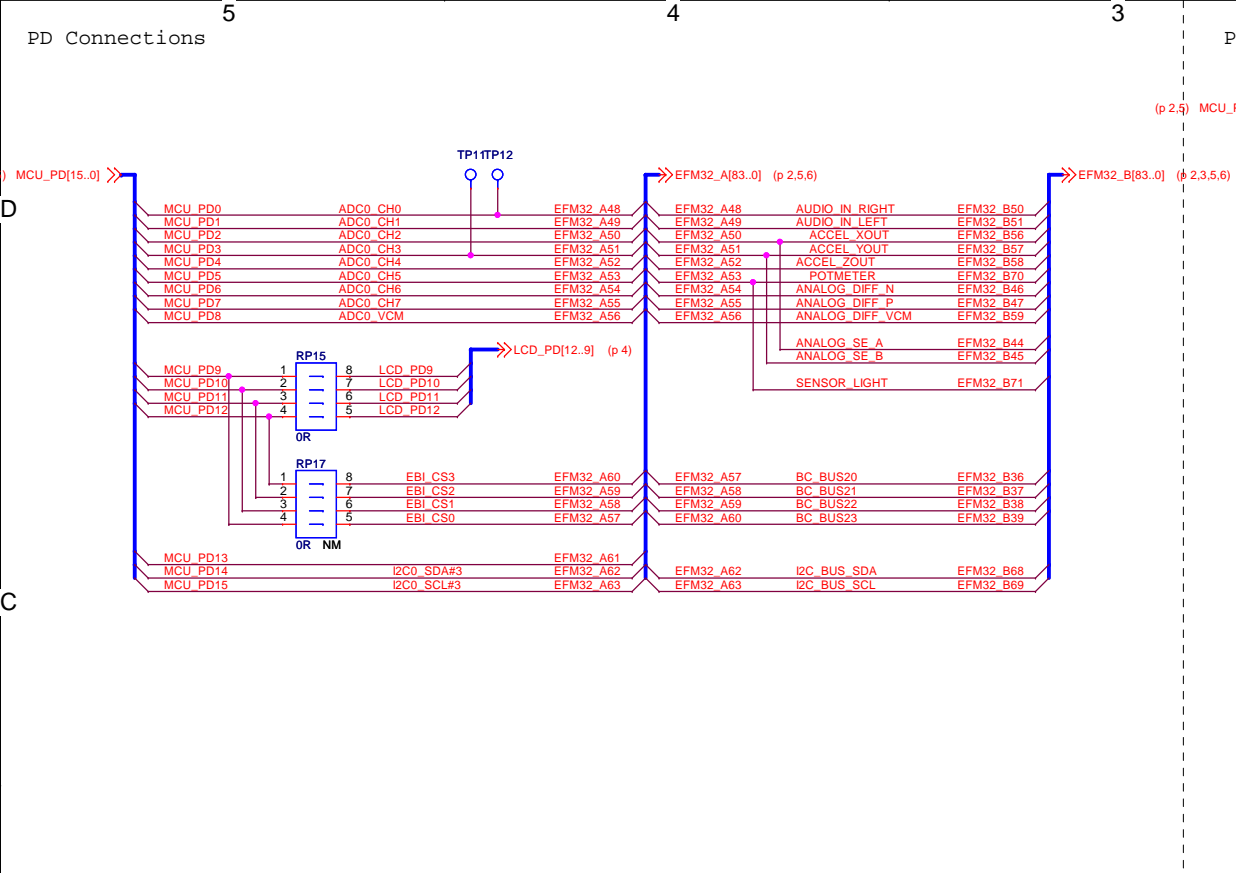 5 4 3
PD Connections P
(p 2,5) MCU_P
TP11 TP12
) MCU_PD[15..0] EFM32_A[83..0] (p 2,5,6) EFM32_B[83..0] (p 2,3,5,6)
D
MCU_PD0 ADC0_CH0 EFM32_A48 EFM32_A48 AUDIO_IN_RIGHT EFM32_B50
MCU_PD1 ADC0_CH1 EFM32_A49 EFM32_A49 AUDIO_IN_LEFT EFM32_B51
MCU_PD2 ADC0_CH2 EFM32_A50 EFM32_A50 ACCEL_XOUT EFM32_B56
MCU_PD3 ADC0_CH3 EFM32_A51 EFM32_A51 ACCEL_YOUT EFM32_B57
MCU_PD4 ADC0_CH4 EFM32_A52 EFM32_A52 ACCEL_ZOUT EFM32_B58
MCU_PD5 ADC0_CH5 EFM32_A53 EFM32_A53 POTMETER EFM32_B70
MCU_PD6 ADC0_CH6 EFM32_A54 EFM32_A54 ANALOG_DIFF_N EFM32_B46
MCU_PD7 ADC0_CH7 EFM32_A55 EFM32_A55 ANALOG_DIFF_P EFM32_B47
MCU_PD8 ADC0_VCM EFM32_A56 EFM32_A56 ANALOG_DIFF_VCM EFM32_B59
ANALOG_SE_A EFM32_B44
LCD_PD[12..9] (p 4)
RP15 ANALOG_SE_B EFM32_B45
MCU_PD9 1 8 LCD_PD9
MCU_PD10 2 7 LCD_PD10 SENSOR_LIGHT EFM32_B71
MCU_PD11 3 6 LCD_PD11
MCU_PD12 4 5 LCD_PD12
0R
RP17
1 8 EBI_CS3 EFM32_A60 EFM32_A57 BC_BUS20 EFM32_B36
2 7 EBI_CS2 EFM32_A59 EFM32_A58 BC_BUS21 EFM32_B37
3 6 EBI_CS1 EFM32_A58 EFM32_A59 BC_BUS22 EFM32_B38
4 5 EBI_CS0 EFM32_A57 EFM32_A60 BC_BUS23 EFM32_B39
0R NM
MCU_PD13 EFM32_A61
MCU_PD14 I2C0_SDA#3 EFM32_A62 EFM32_A62 I2C_BUS_SDA EFM32_B68
MCU_PD15 I2C0_SCL#3 EFM32_A63 EFM32_A63 I2C_BUS_SCL EFM32_B69
C